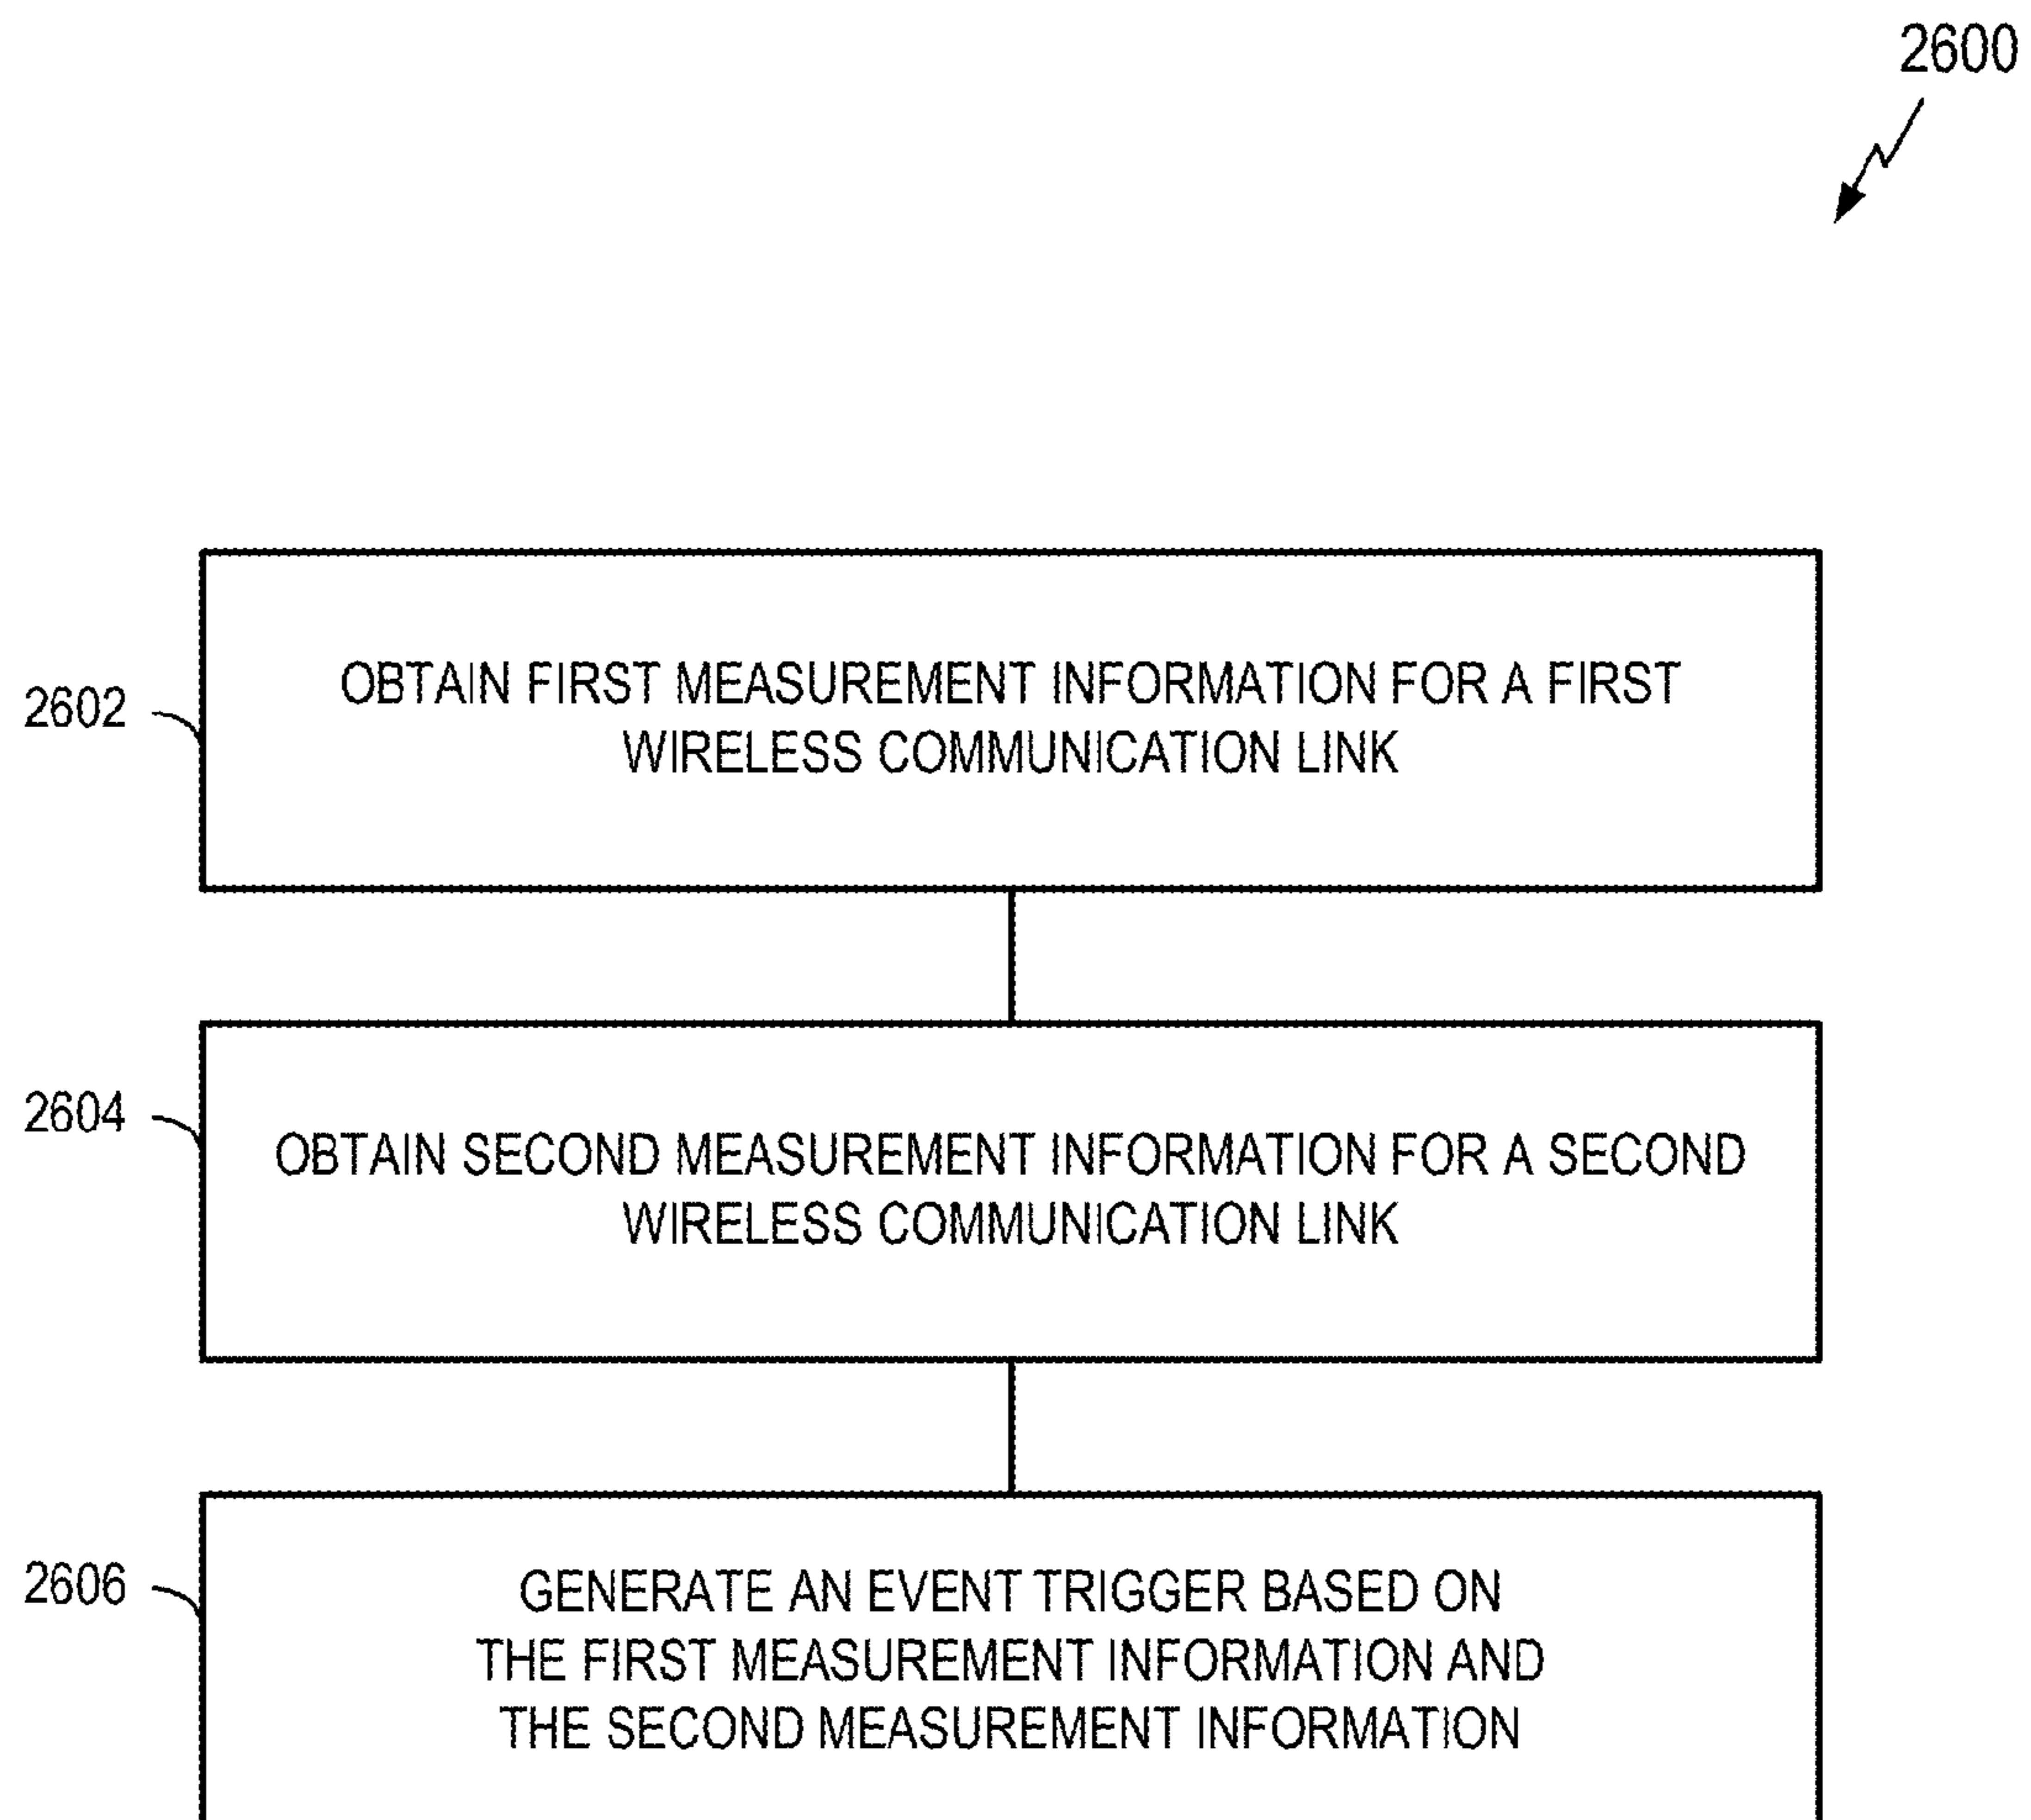 2600
2602
OBTAIN FIRST MEASUREMENT INFORMATION FOR A FIRST
WIRELESS COMMUNICATION LINK
2604
OBTAIN SECOND MEASUREMENT INFORMATION FOR A SECOND
WIRELESS COMMUNICATION LINK
2606
GENERATE AN EVENT TRIGGER BASED ON
THE FIRST MEASUREMENT INFORMATION AND
THE SECOND MEASUREMENT INFORMATION